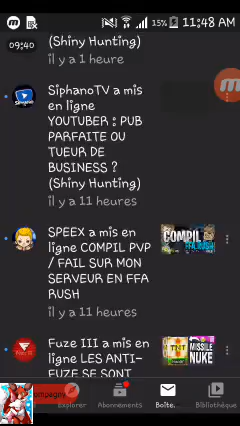 15% 11:48 AM
09:40
(Shiny Hunting)
il y a 1 heure
SiphanoTV a mis
en ligne
YOUTUBER : PUB
PARFAITE OU
TUEUR DE
BUSINESS ?
(Shiny Hunting)
il y a 11 heures
SPEEX a mis en
ligne COMPIL PVP
/ FAIL SUR MON
SERVEUR EN FFA
RUSH
il y a 11 heures
COMPIL
FFA RUSH
Fuze III a mis en
ligne LES ANTI-
FUZE SE SONT
TNT
MISSILE
NUKE
Explorer Abonnements Boîte... Bibliothèque